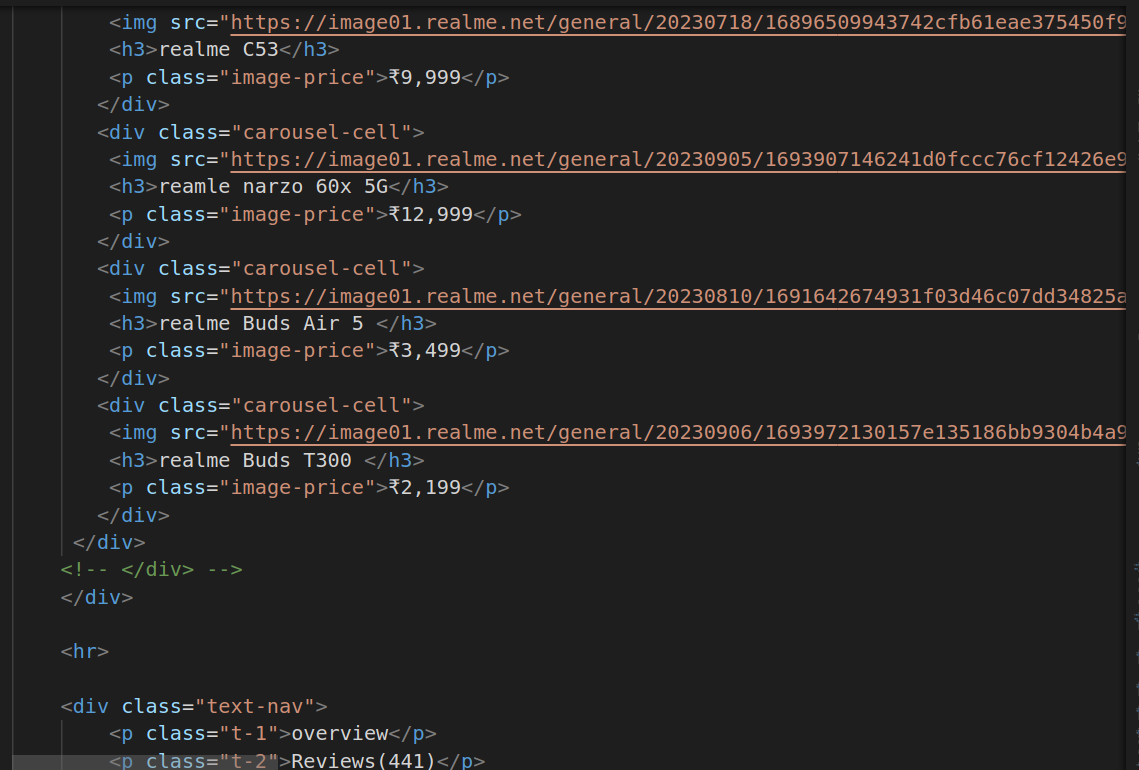 <img src="https://image01.realme.net/general/20230718/16896509943742cfb61eae375450f9
<h3>realme C53</h3>
<p class="image-price">₹9,999</p>
</div>
<div class="carousel-cell">
<img src="https://image01.realme.net/general/20230905/1693907146241d0fccc76cf12426e9
<h3>reamle narzo 60x 5G</h3>
<p class="image-price">₹12,999</p>
</div>
<div class="carousel-cell">
<img src="https://image01.realme.net/general/20230810/1691642674931f03d46c07dd34825a
<h3>realme Buds Air 5 </h3>
<p class="image-price">₹3,499</p>
</div>
<div class="carousel-cell">
<img src="https://image01.realme.net/general/20230906/1693972130157e135186bb9304b4a9
<h3>realme Buds T300 </h3>
<p class="image-price">₹2,199</p>
</div>
</div>
<!-- </div> -->
</div>
<hr>
<div class="text-nav">
<p class="t-1">overview</p>
<p class="t-2">Reviews(441)</p>